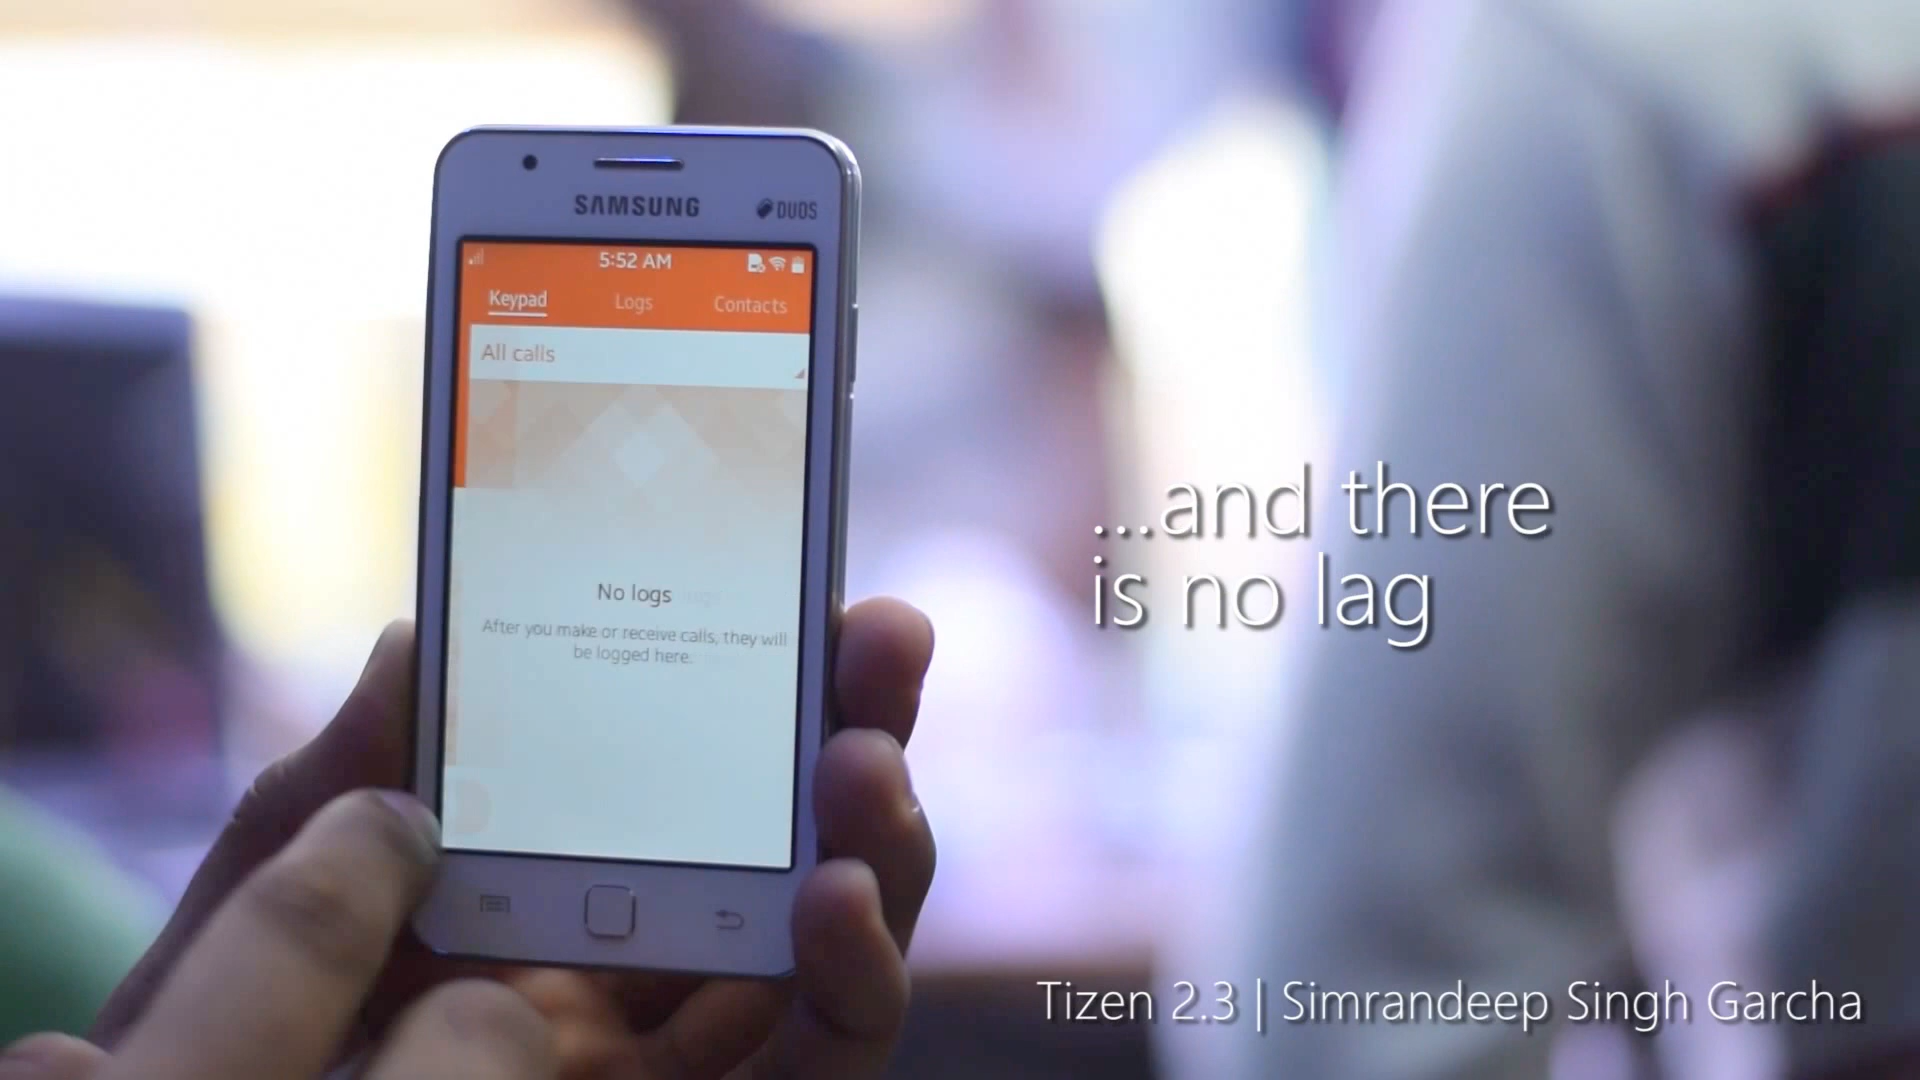 SAMSUNG
DUOS
5:52 AM
Keypad Logs Contacts
All calls
No logs
After you make or receive calls, they will
be logged here.
...and there
is no lag
Tizen 2.3 | Simrandeep Singh Garcha